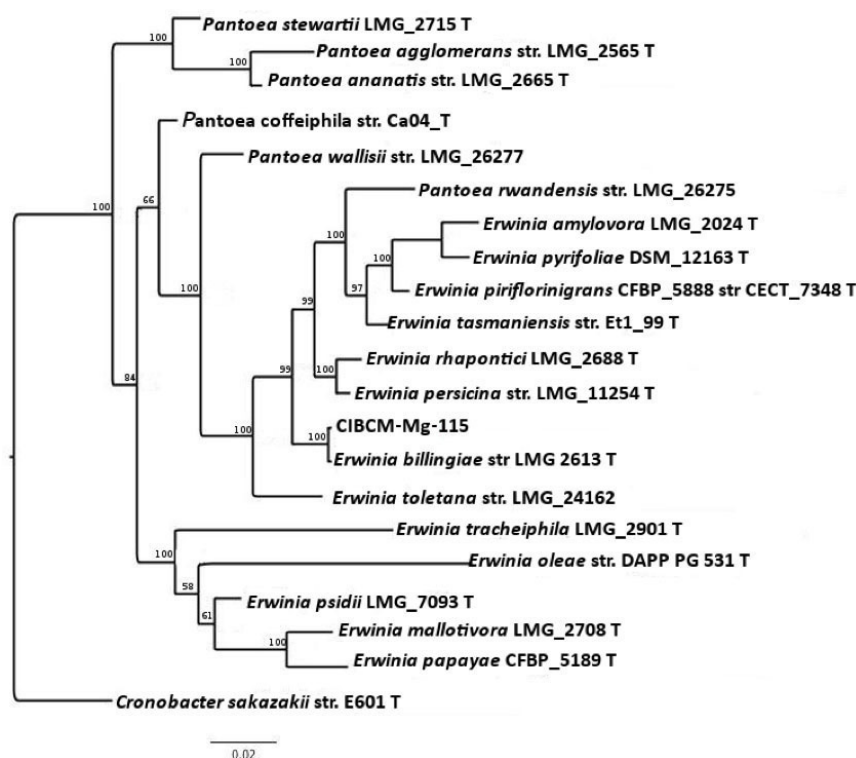 100
Pantoea stewartii LMG_2715 T
100
Pantoea agglomerans str. LMG_2565 T
Pantoea ananatis str. LMG_2665 T
Pantoea coffeiphila str. Ca04_T
Pantoea wallisii str. LMG_26277
Pantoea rwandensis str. LMG_26275
66
100
100
Erwinia amylovora LMG_2024 T
100
Erwinia pyrifoliae DSM_12163 T
97
Erwinia piriflorinigrans CFBP_5888 str CECT_7348 T
100
99
Erwinia tasmaniensis str. Et1_99 T
100
Erwinia rhapontici LMG_2688 T
99
84
Erwinia persicina str. LMG_11254 T
100
100
CIBCM-Mg-115
Erwinia billingiae str LMG 2613 T
Erwinia toletana str. LMG_24162
Erwinia tracheiphila LMG_2901 T
100
Erwinia oleae str. DAPP PG 531 T
58
Erwinia psidii LMG_7093 T
61
Erwinia mallotivora LMG_2708 T
100
Erwinia papayae CFBP_5189 T
Cronobacter sakazakii str. E601 T
0.02